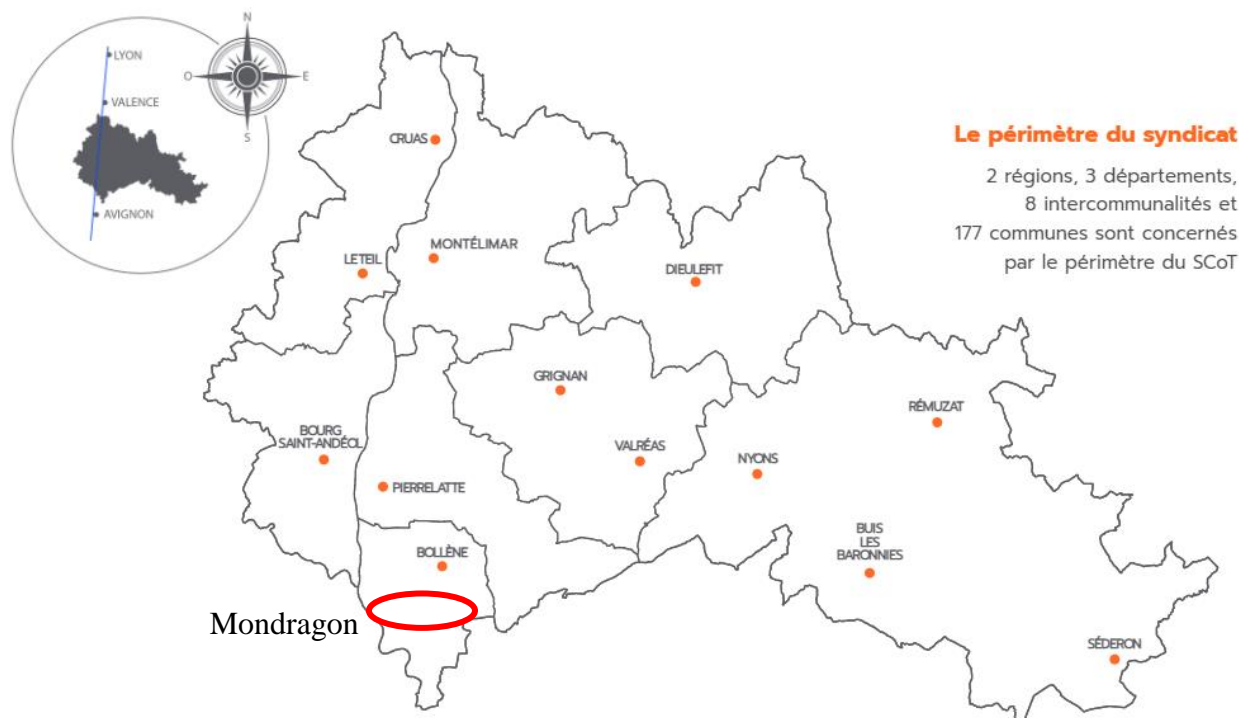 N
LYON
O
E
VALENCE
S
AVIGNON
CRUAS
Le périmètre du syndicat
2 régions, 3 départements,
8 intercommunalités et
177 communes sont concernés
par le périmètre du SCoT
LE TEIL
MONTÉLIMAR
DIEULEFIT
GRIGNAN
RÉMUZAT
BOURG
SAINT-ANDÉOL
VALRÉAS
NYONS
PIERRELATTE
BOLLÈNE
BUIS
LES
BARONNIES
Mondragon
SÉDERON